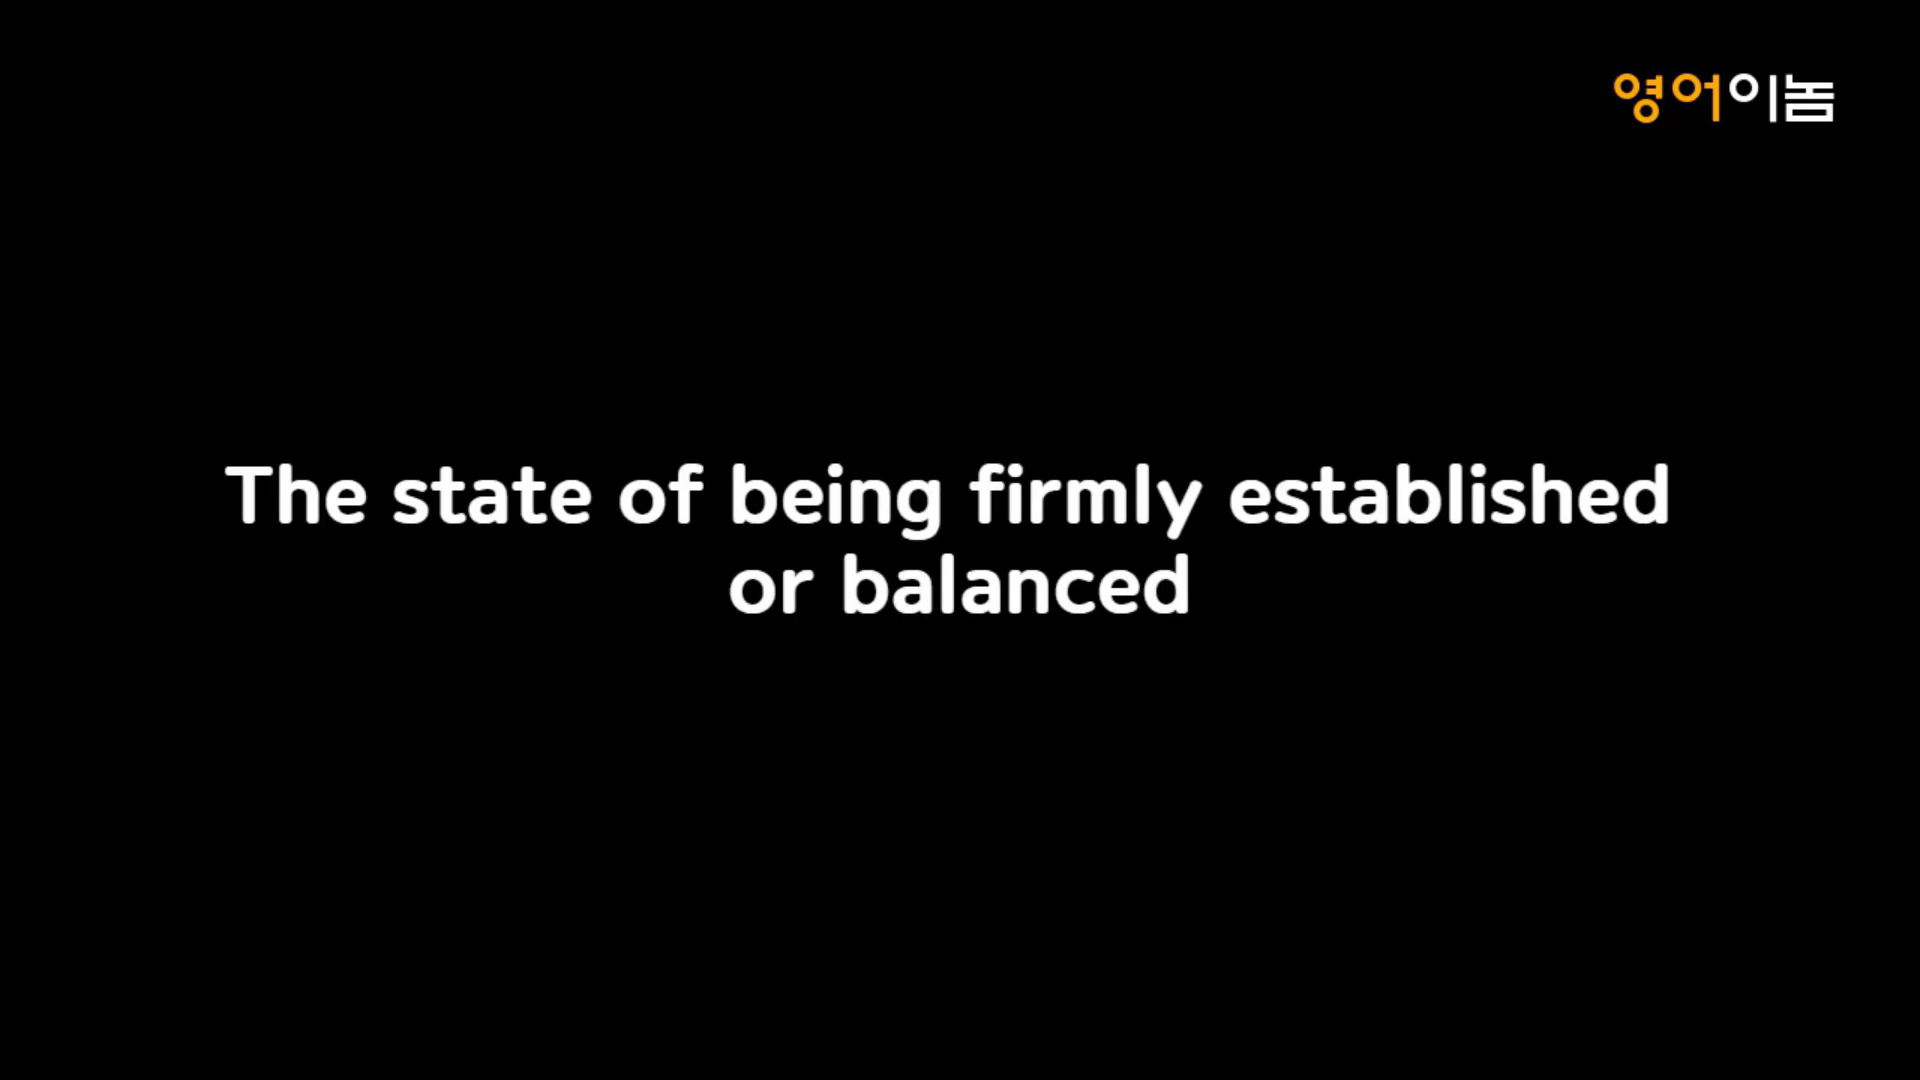 영어이놈
The state of being firmly established
or balanced